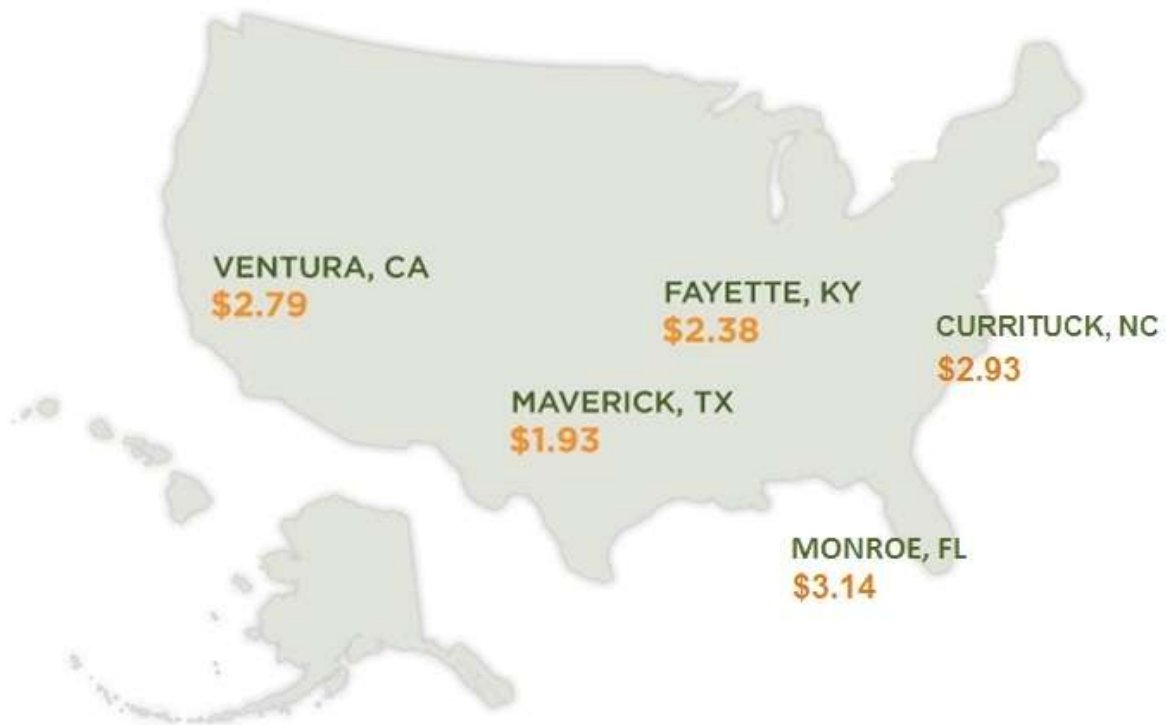 VENTURA, CA
$2.79
FAYETTE, KY
$2.38
CURRITUCK, NC
$2.93
MAVERICK, TX
$1.93
MONROE, FL
$3.14